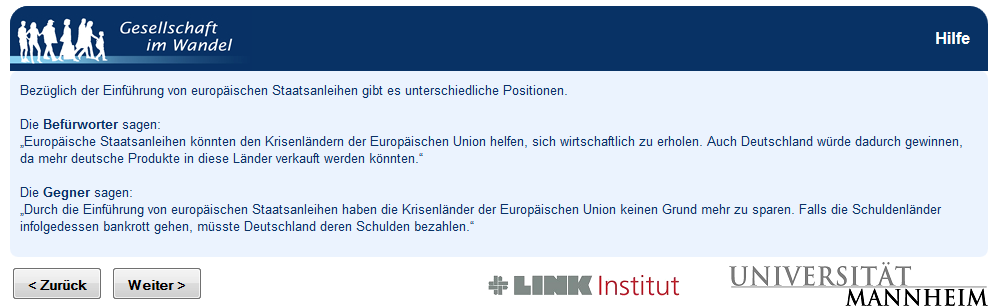 Gesellschaft
im Wandel
Hilfe
Bezüglich der Einführung von europäischen Staatsanleihen gibt es unterschiedliche Positionen.
Die Befürworter sagen:
„Europäische Staatsanleihen könnten den Krisenländern der Europäischen Union helfen, sich wirtschaftlich zu erholen. Auch Deutschland würde dadurch gewinnen,
da mehr deutsche Produkte in diese Länder verkauft werden könnten.“
Die Gegner sagen:
„Durch die Einführung von europäischen Staatsanleihen haben die Krisenländer der Europäischen Union keinen Grund mehr zu sparen. Falls die Schuldenländer
infolgedessen bankrott gehen, müsste Deutschland deren Schulden bezahlen.“
< Zurück Weiter >
LINK Institut
UNIVERSITÄT
MANNHEIM